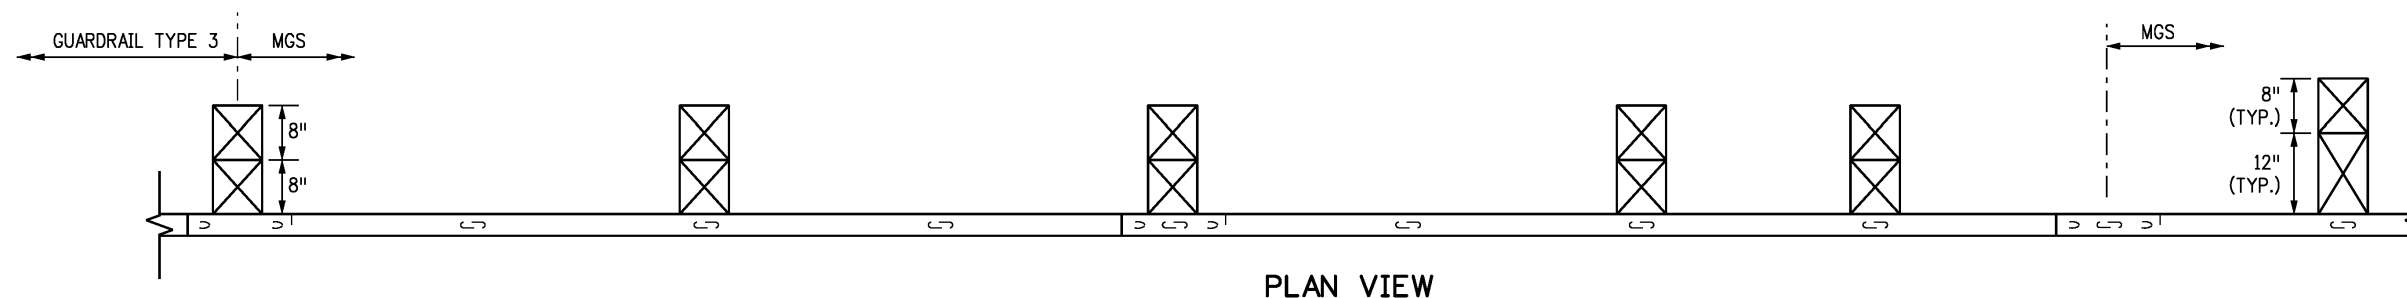 GUARDRAIL TYPE 3
MGS
MGS
8"
8"
8"
(TYP.)
12"
(TYP.)
PLAN VIEW